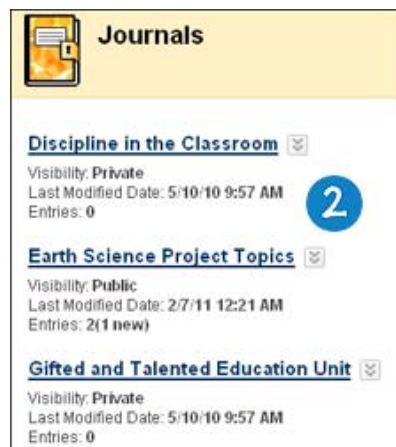 Journals
Discipline in the Classroom
Visibility: Private
Last Modified Date: 5/10/10 9:57 AM
2
Entries: 0
Earth Science Project Topics
Visibility: Public
Last Modified Date: 2/7/11 12:21 AM
Entries: 2(1 new)
Gifted and Talented Education Unit
Visibility: Private
Last Modified Date: 5/10/10 9:57 AM
Entries: 0